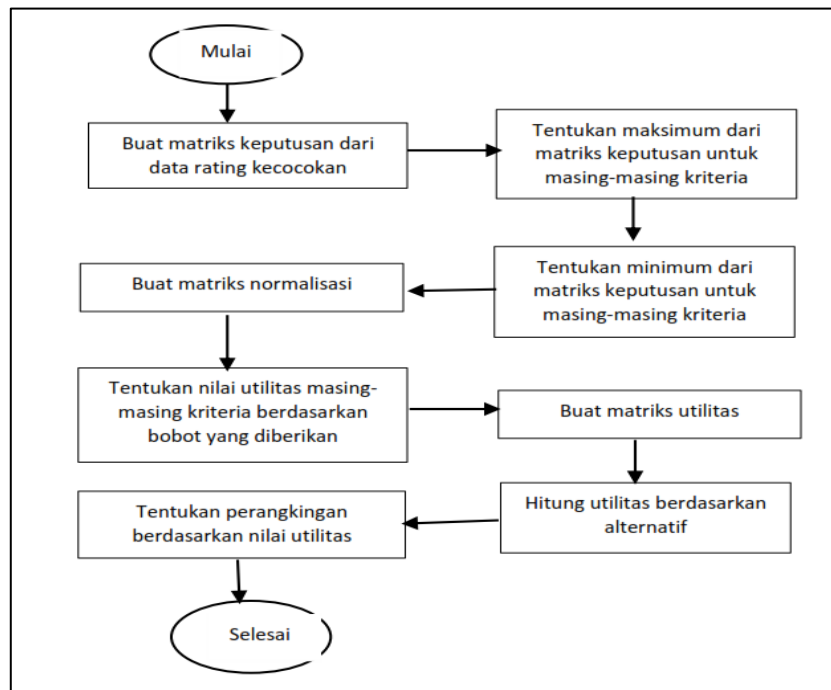 Mulai
Buat matriks keputusan dari
data rating kecocokan
Tentukan maksimum dari
matriks keputusan untuk
masing-masing kriteria
Tentukan minimum dari
matriks keputusan untuk
masing-masing kriteria
Buat matriks normalisasi
Tentukan nilai utilitas masing-
masing kriteria berdasarkan
bobot yang diberikan
Buat matriks utilitas
Hitung utilitas berdasarkan
alternatif
Tentukan perangkingan
berdasarkan nilai utilitas
Selesai